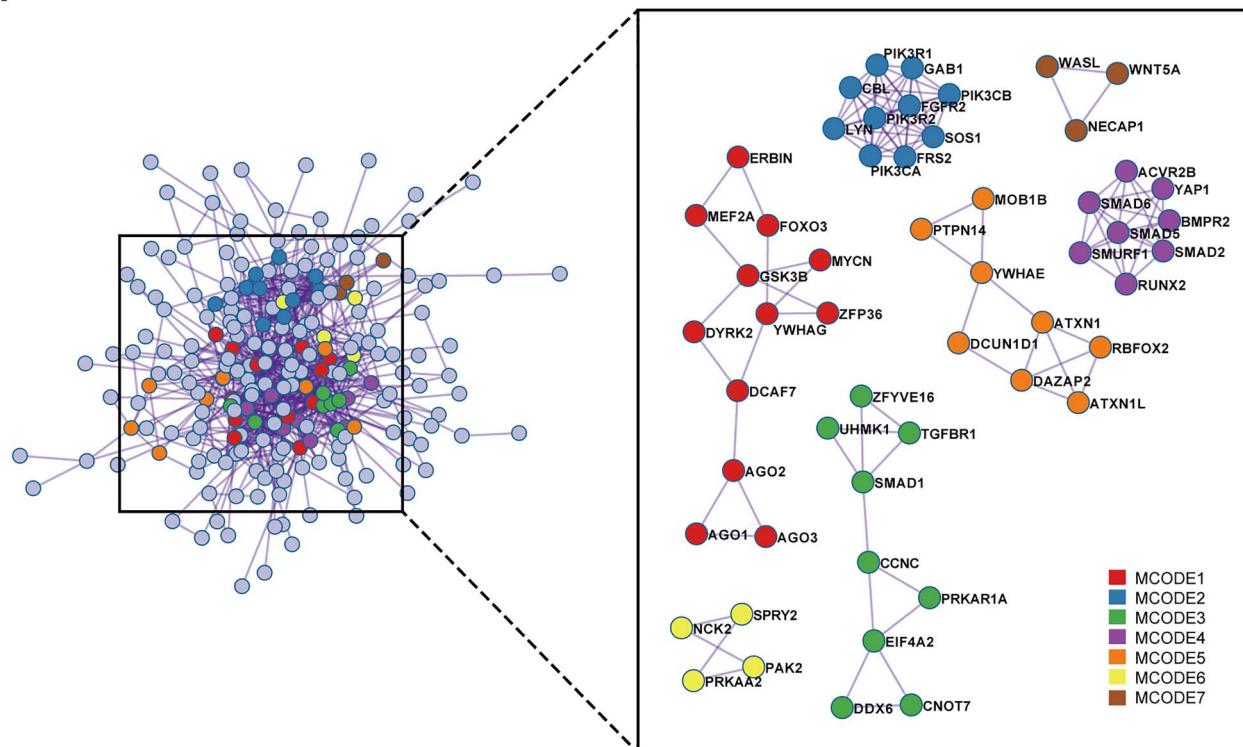 PIK3R1
GAB1
CBL
PIK3CB
FGFR2
PIK3R2
LYN
SOS1
FRS2
PIK3CA
WASL
WNT5A
NECAP1
ERBIN
MEF2A
FOXO3
MYCN
GSK3B
YWHAG
ZFP36
DYRK2
DCAF7
AGO2
AGO1
AGO3
ACVR2B
YAP1
SMAD6
BMPR2
SMAD5
SMURF1
SMAD2
RUNX2
MOB1B
PTPN14
YWHAE
ATXN1
DCUN1D1
RBFOX2
DAZAP2
ATXN1L
ZFYVE16
UHMK1
TGFBR1
SMAD1
CCNC
PRKAR1A
EIF4A2
DDX6
CNOT7
SPRY2
NCK2
PAK2
PRKAA2
MCODE1
MCODE2
MCODE3
MCODE4
MCODE5
MCODE6
MCODE7